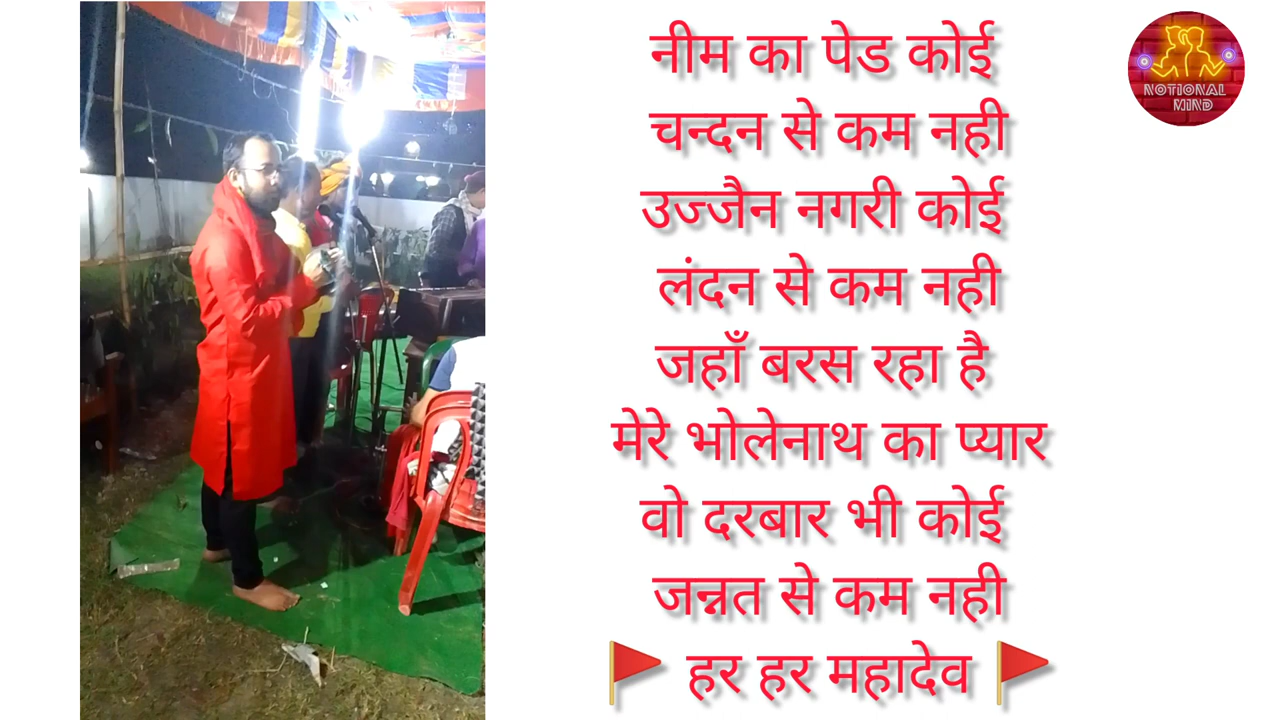 नीम का पेड कोई
चन्दन से कम नही
उज्जैन नगरी कोई
लंदन से कम नही
जहाँ बरस रहा है
मेरे भोलेनाथ का प्यार
वो दरबार भी कोई
जन्नत से कम नही
हर हर महादेव
NOTIONAL
MIND